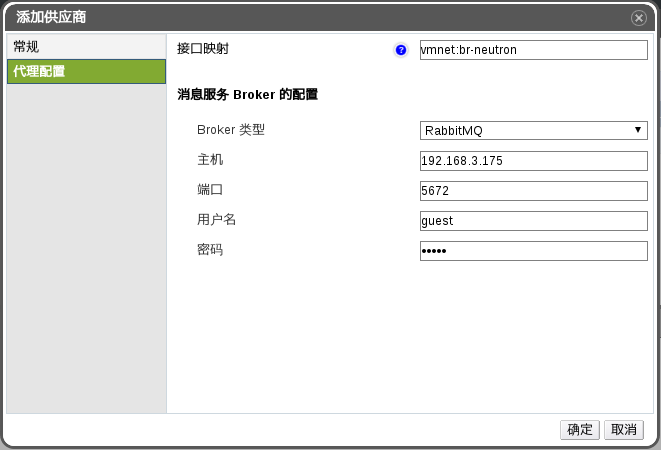 添加供应商
常规
代理配置
接口映射 ? vmnet:br-neutron
消息服务 Broker 的配置
Broker 类型 RabbitMQ
主机 192.168.3.175
端口 5672
用户名 guest
密码 •••••
确定 取消